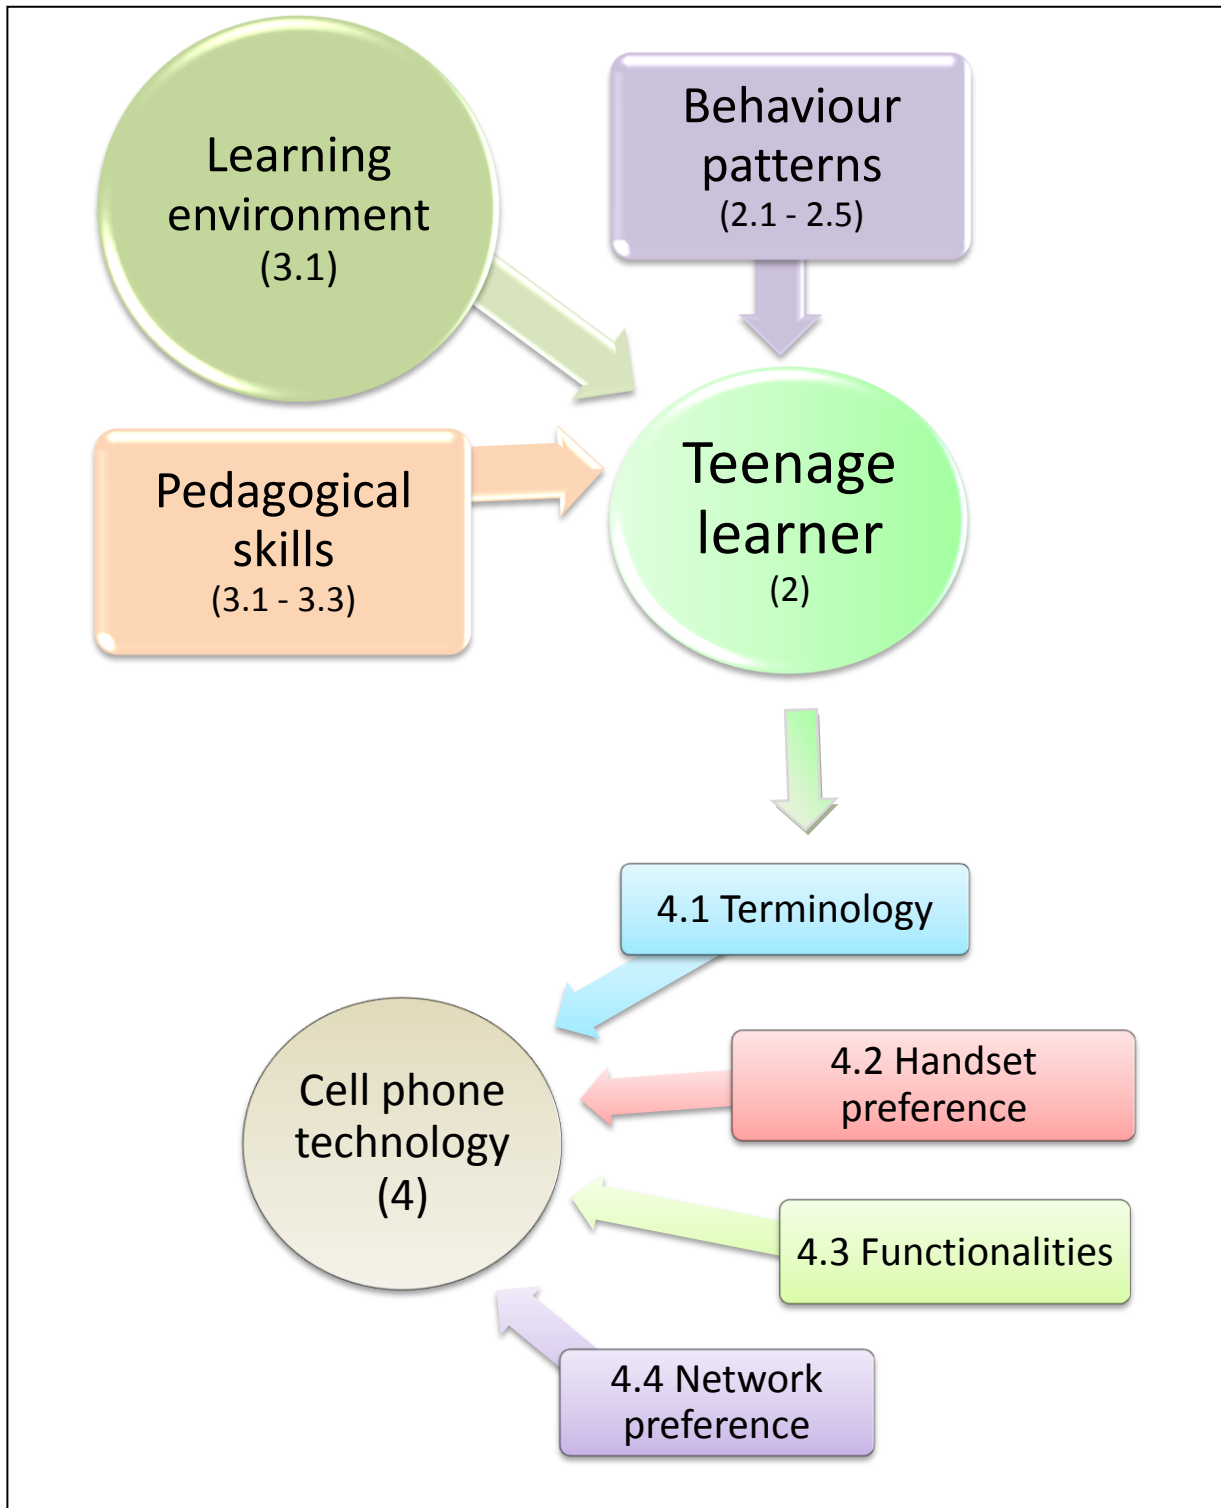 Learning
environment
(3.1)
Behaviour
patterns
(2.1 - 2.5)
Pedagogical
skills
(3.1 - 3.3)
Teenage
learner
(2)
4.1 Terminology
Cell phone
technology
(4)
4.2 Handset
preference
4.3 Functionalities
4.4 Network
preference